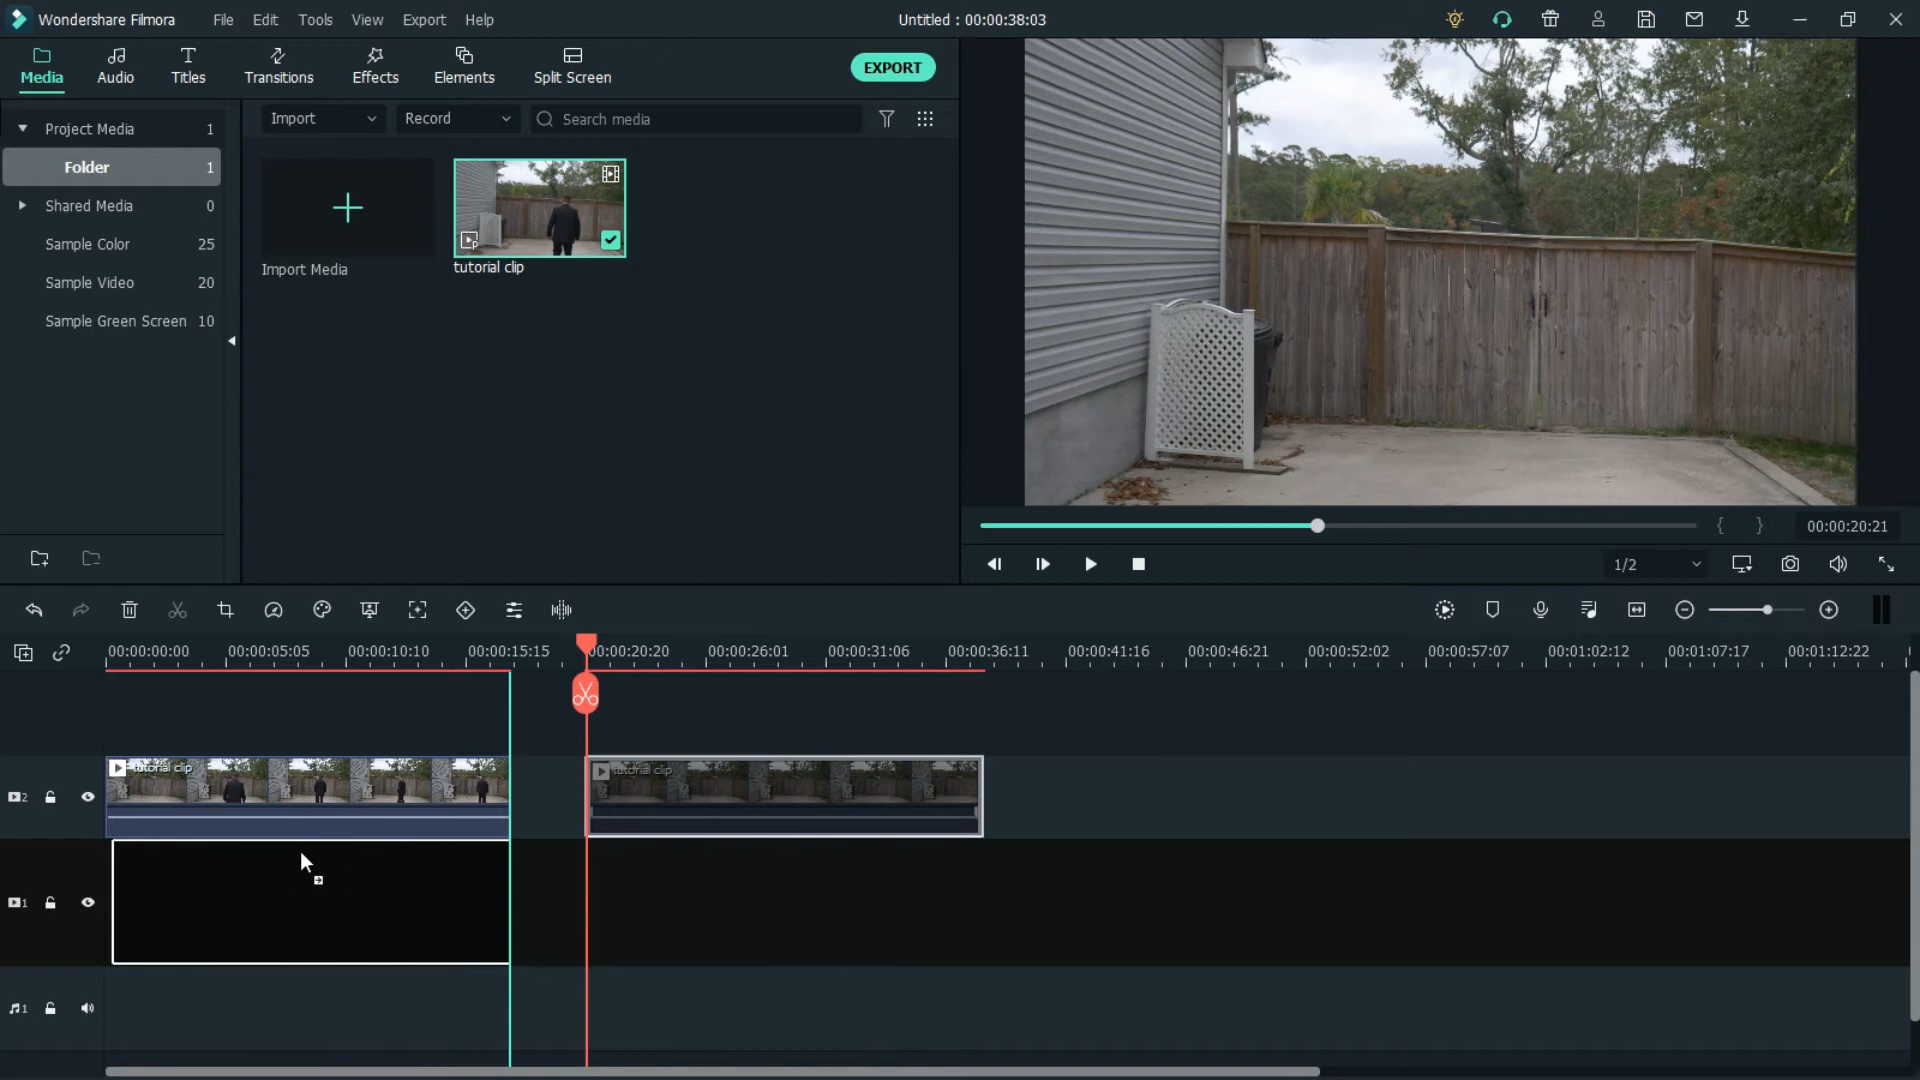 Wondershare Filmora File Edit Tools View Export Help Untitled : 00:00:38:03
Media Audio Titles Transitions Effects Elements Split Screen EXPORT
Project Media 1
Folder 1
Shared Media 0
Sample Color 25
Sample Video 20
Sample Green Screen 10
Import Record Search media
Import Media
tutorial clip
{ } 00:00:20:21
1/2
00:00:00:00 00:00:05:05 00:00:10:10 00:00:15:15 00:00:20:20 00:00:26:01 00:00:31:06 00:00:36:11 00:00:41:16 00:00:46:21 00:00:52:02 00:00:57:07 00:01:02:12 00:01:07:17 00:01:12:22
tutorial clip tutorial clip
2
1
1